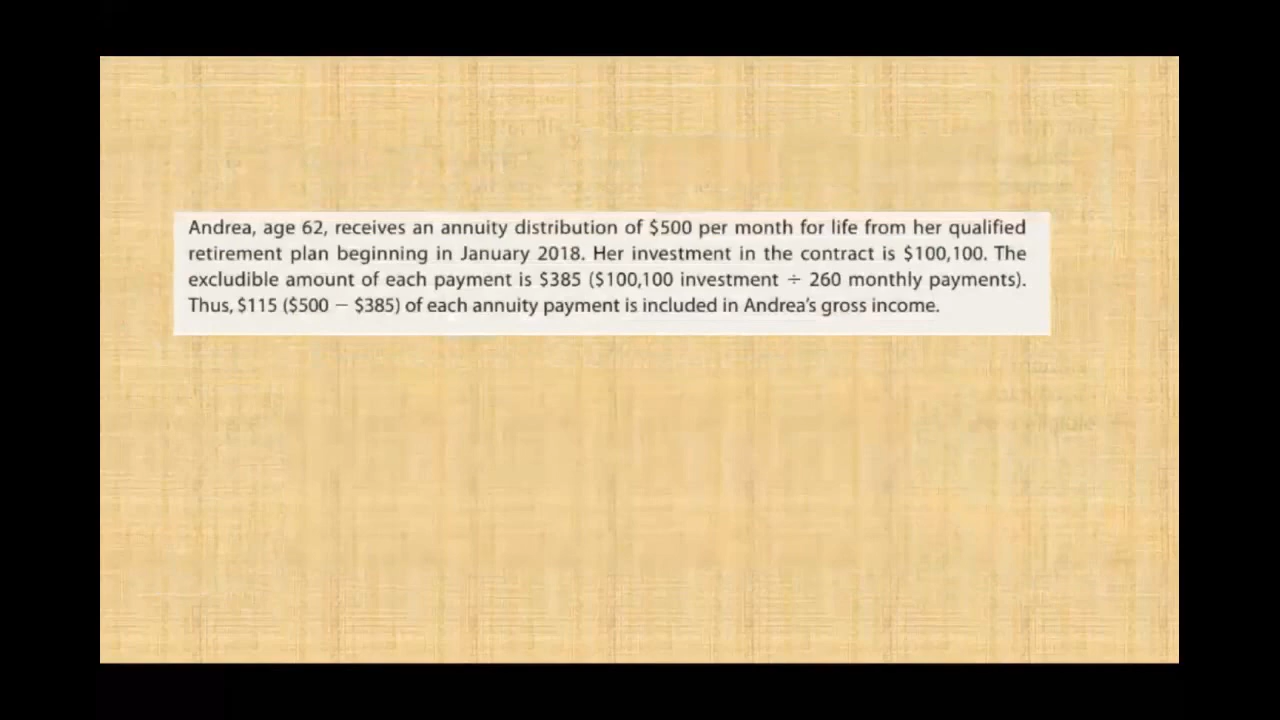 Andrea, age 62, receives an annuity distribution of $500 per month for life from her qualified
retirement plan beginning in January 2018. Her investment in the contract is $100,100. The
excludible amount of each payment is $385 ($100,100 investment ÷ 260 monthly payments).
Thus, $115 ($500 − $385) of each annuity payment is included in Andrea's gross income.